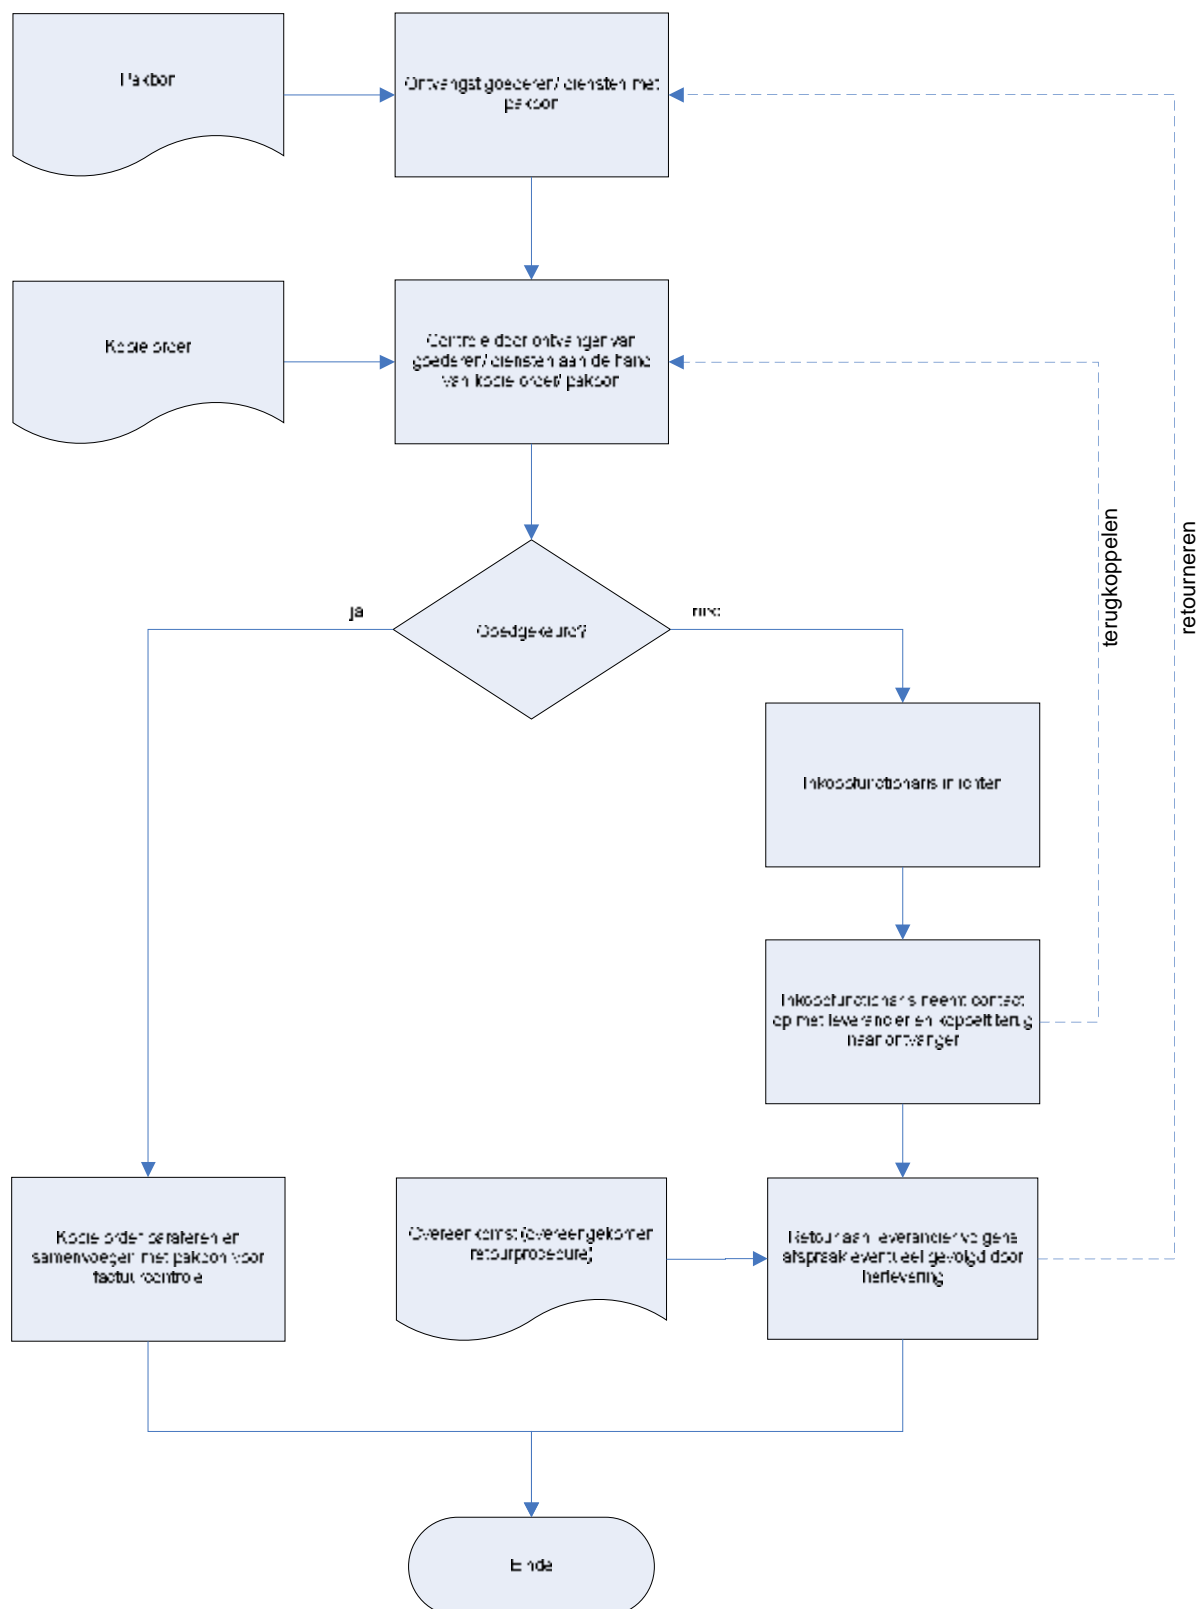 Pakbon
Ontvangst goederen/ diensten met
pakbon
Kopie order
Controle door ontvanger van
goederen/ diensten aan de hand
van kopie order/ pakbon
ja
Goedgekeurd?
nee
terugkoppelen
retourneren
Inkoopfunctionaris inlichten
Inkoopfunctionaris neemt contact
op met leverancier en koppelt terug
naar ontvanger
Kopie order paraferen en
samenvoegen met pakbon voor
factuurcontrole
Overeenkomst (overeengekomen
retourprocedure)
Retour aan leverancier volgens
afspraak eventueel gevolgd door
herlevering
Einde